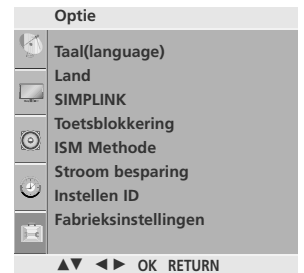 Optie
Taal(language)
Land
SIMPLINK
Toetsblokkering
ISM Methode
Stroom besparing
Instellen ID
Fabrieksinstellingen
▲▼ ◄► OK RETURN